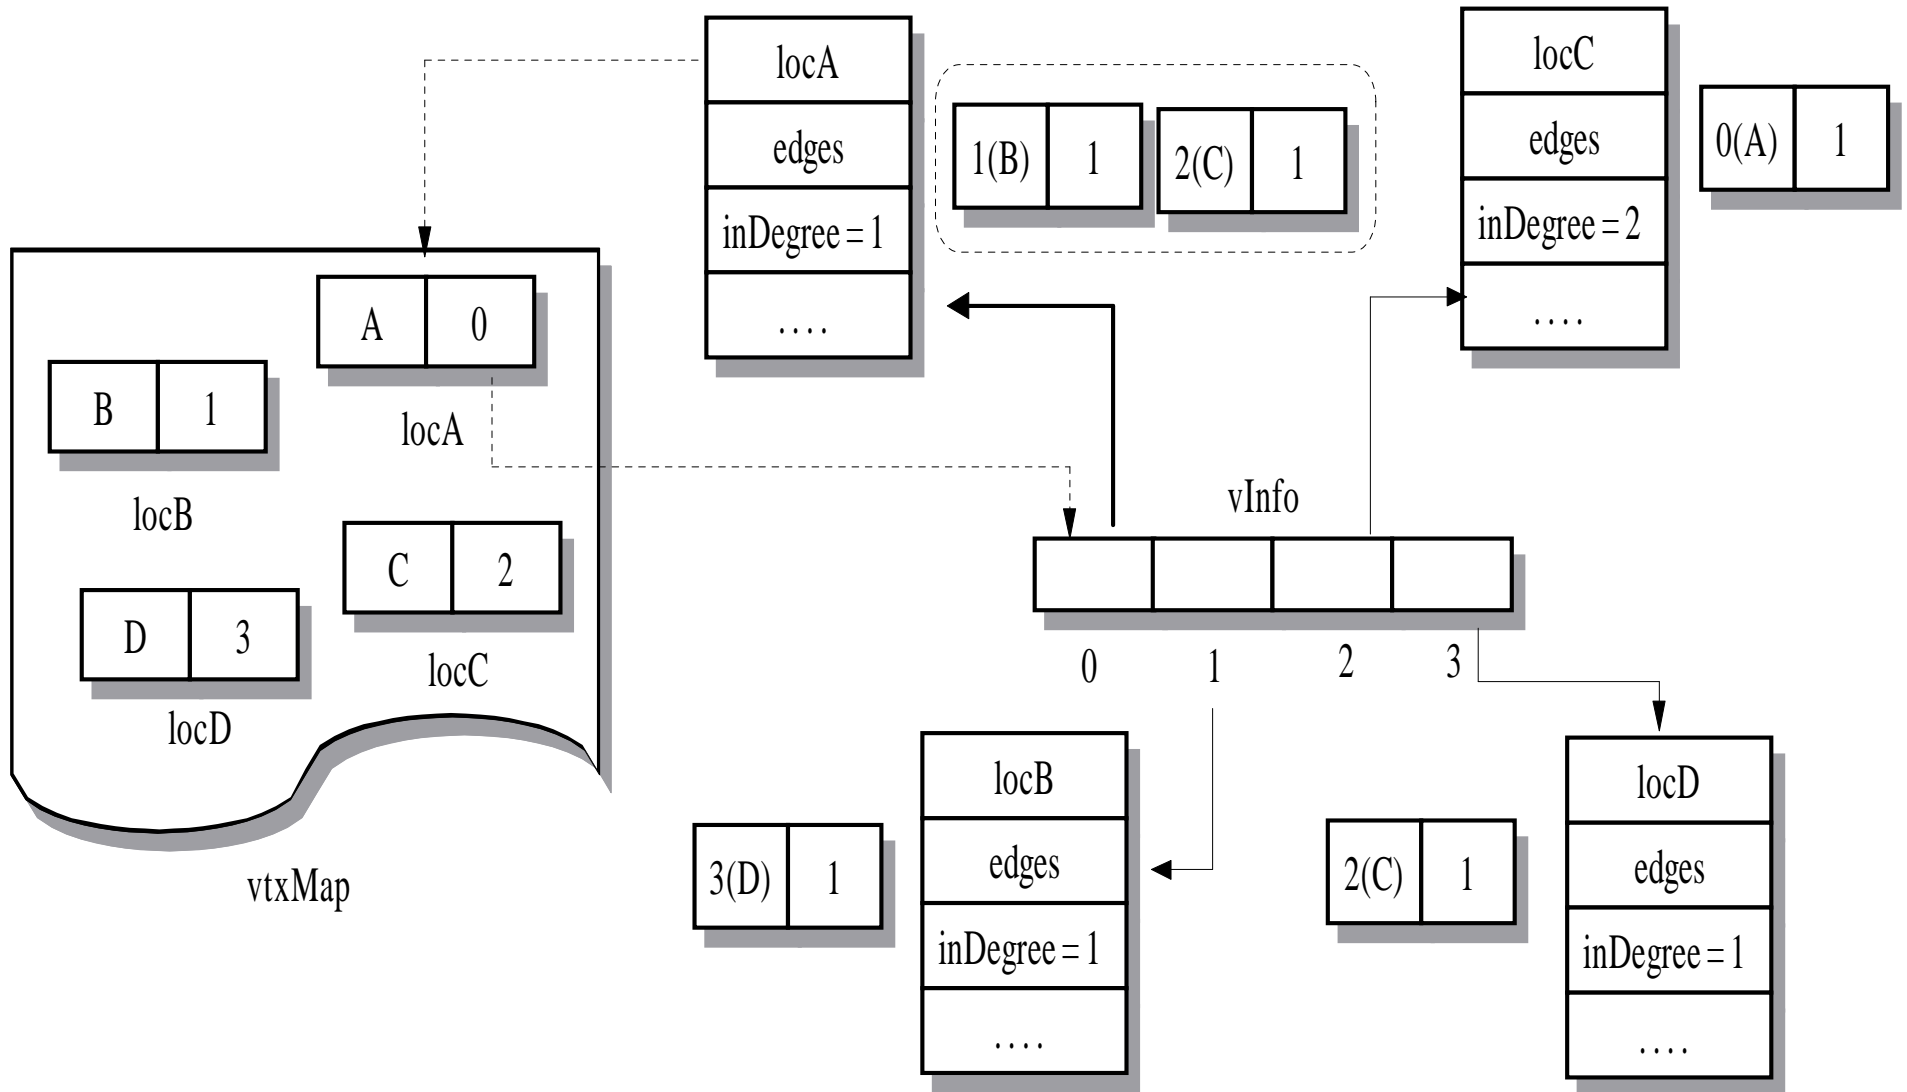 locA
edges
1(B) 1 2(C) 1
inDegree = 1
. . . .
locC
edges
0(A) 1
inDegree = 2
. . . .
A 0
locA
B 1
locB
C 2
locC
D 3
locD
vtxMap
vInfo
0 1 2 3
locB
3(D) 1
edges
inDegree = 1
. . . .
locD
2(C) 1
edges
inDegree = 1
. . . .